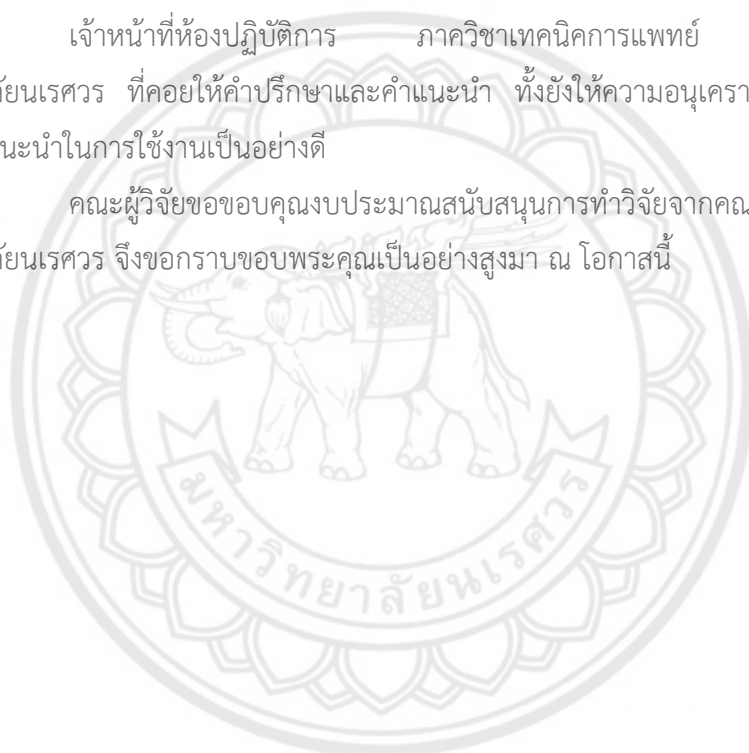 เจ้าหน้าที่ห้องปฏิบัติการ ภาควิชาเทคนิคการแพทย์
ัยนเรศวร ที่คอยให้คำปรึกษาและคำแนะนำ ทั้งยังให้ความอนุเครา
นะนำในการใช้งานเป็นอย่างดี
คณะผู้วิจัยขอขอบคุณงบประมาณสนับสนุนการทำวิจัยจากคณ
ัยนเรศวร จึงขอกราบขอบพระคุณเป็นอย่างสูงมา ณ โอกาสนี้
มหาวิทยาลัยนเรศวร